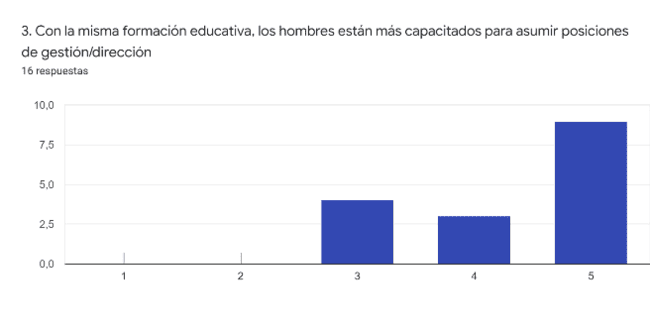 3. Con la misma formación educativa, los hombres están más capacitados para asumir posiciones
de gestión/dirección
16 respuestas
10,0
7,5
5,0
2,5
0,0
1 2 3 4 5